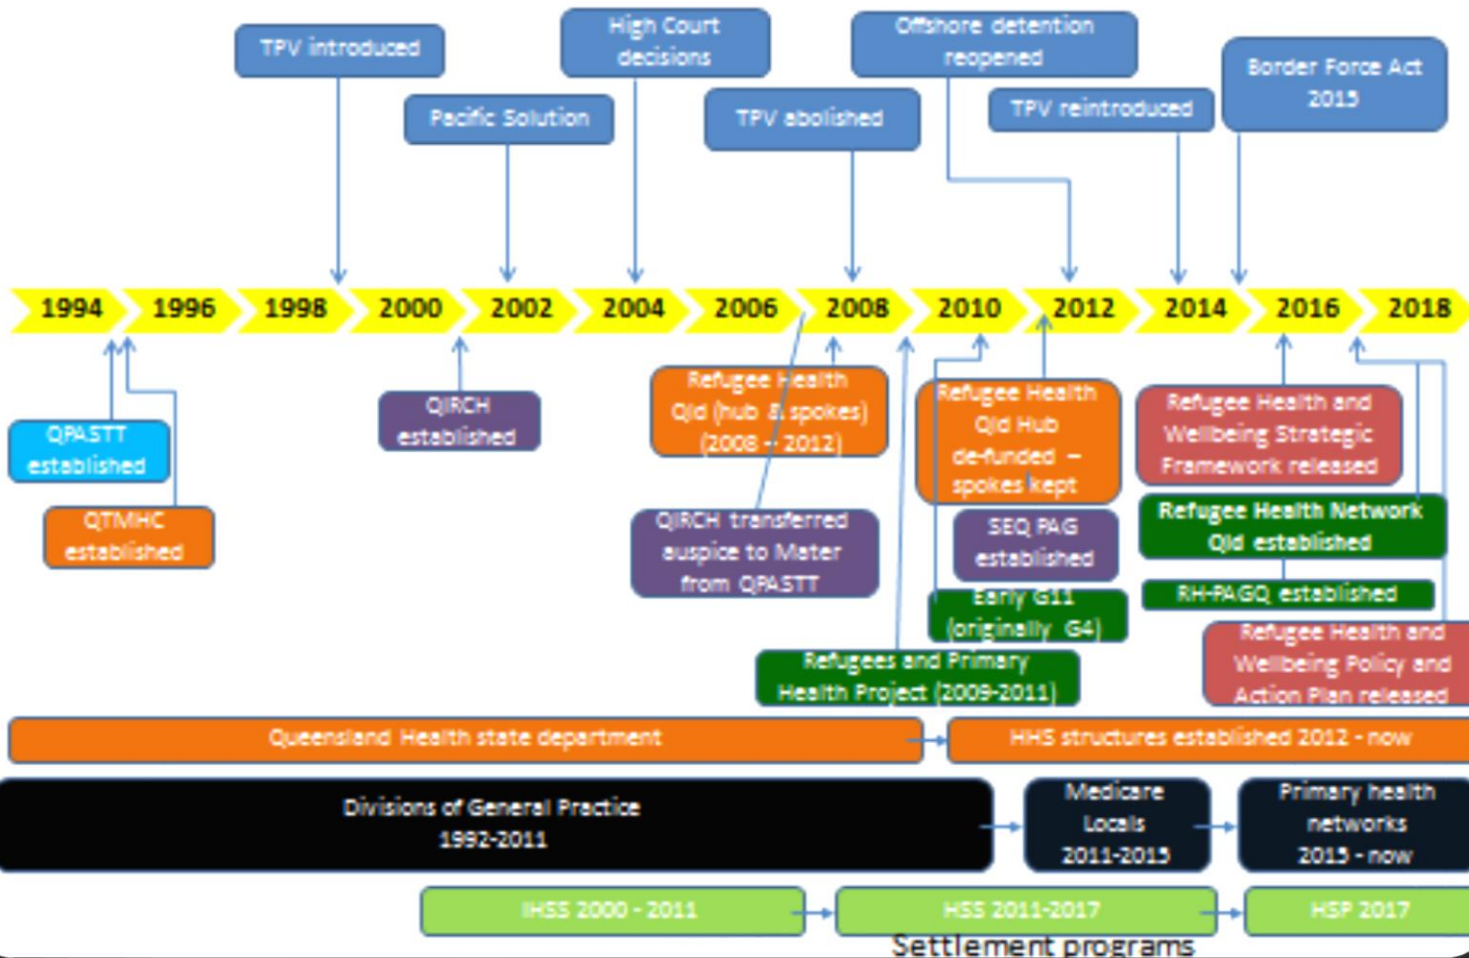 TPV introduced
High Court
decisions
Offshore detention
reopened
Border Force Act
2015
Pacific Solution
TPV abolished
TPV reintroduced
1994
1996
1998
2000
2002
2004
2006
2008
2010
2012
2014
2016
2018
QPASTT
established
QTMHC
established
QIRCH
established
Refugee Health
Qld (hub & spokes)
(2008 – 2012)
QIRCH transferred
auspice to Mater
from QPASTT
Refugee Health
Qld Hub
de-funded –
spokes kept
SEQ PAG
established
Early G11
(originally G4)
Refugees and Primary
Health Project (2009-2011)
Refugee Health and
Wellbeing Strategic
Framework released
Refugee Health Network
Qld established
RH-PAGQ established
Refugee Health and
Wellbeing Policy and
Action Plan released
Queensland Health state department
HHS structures established 2012 - now
Divisions of General Practice
1992-2011
Medicare
Locals
2011-2015
Primary health
networks
2015 - now
IHSS 2000 - 2011
HSS 2011-2017
HSP 2017
Settlement programs